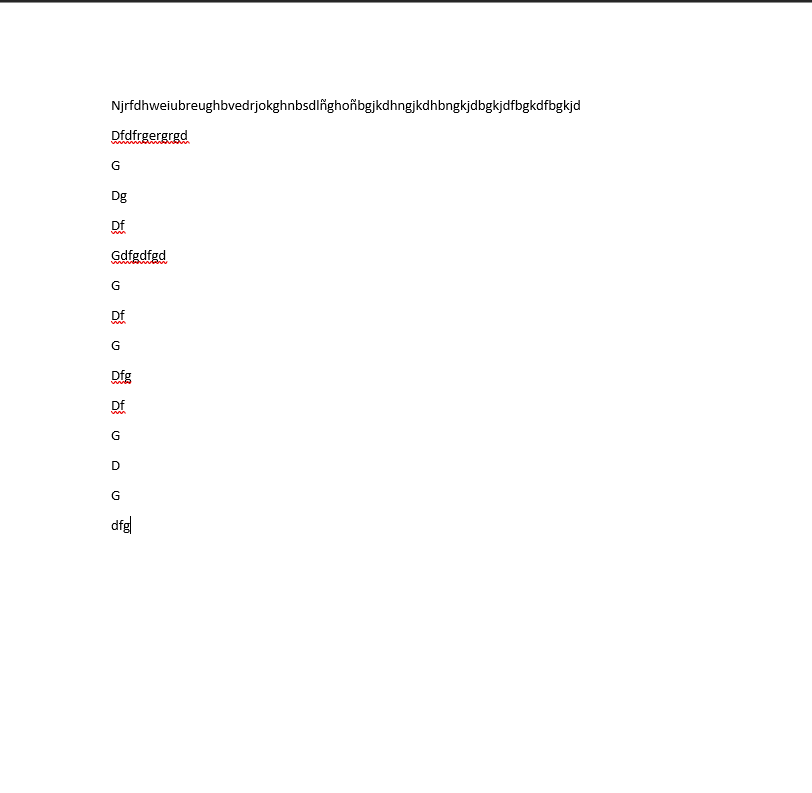 Njrfdhweiubreughbvedrjokghnbsdlñghoñbgjkdhngjkdhbngkjdbgkjdfbgkdfbgkjd
Dfdfrgergrgd
G
Dg
Df
Gdfgdfgd
G
Df
G
Dfg
Df
G
D
G
dfg